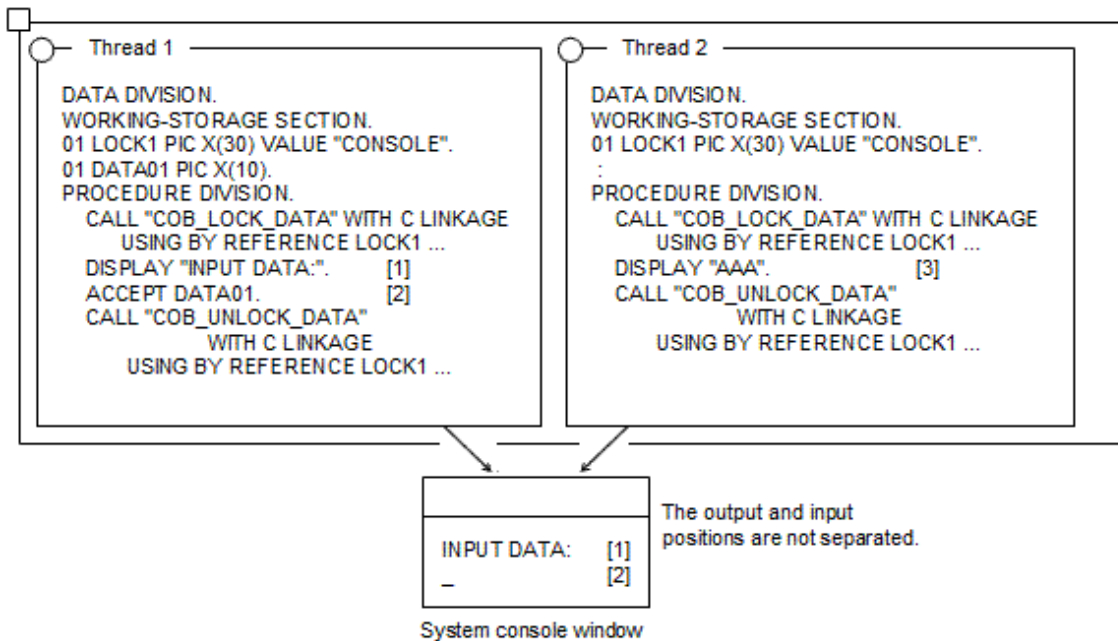 Thread 1
DATA DIVISION.
WORKING-STORAGE SECTION.
01 LOCK1 PIC X(30) VALUE "CONSOLE".
01 DATA01 PIC X(10).
PROCEDURE DIVISION.
CALL "COB_LOCK_DATA" WITH C LINKAGE
USING BY REFERENCE LOCK1 ...
DISPLAY "INPUT DATA:". [1]
ACCEPT DATA01. [2]
CALL "COB_UNLOCK_DATA"
WITH C LINKAGE
USING BY REFERENCE LOCK1 ...
Thread 2
DATA DIVISION.
WORKING-STORAGE SECTION.
01 LOCK1 PIC X(30) VALUE "CONSOLE".
:
PROCEDURE DIVISION.
CALL "COB_LOCK_DATA" WITH C LINKAGE
USING BY REFERENCE LOCK1 ...
DISPLAY "AAA". [3]
CALL "COB_UNLOCK_DATA"
WITH C LINKAGE
USING BY REFERENCE LOCK1 ...
INPUT DATA: [1]
_ [2]
The output and input
positions are not separated.
System console window